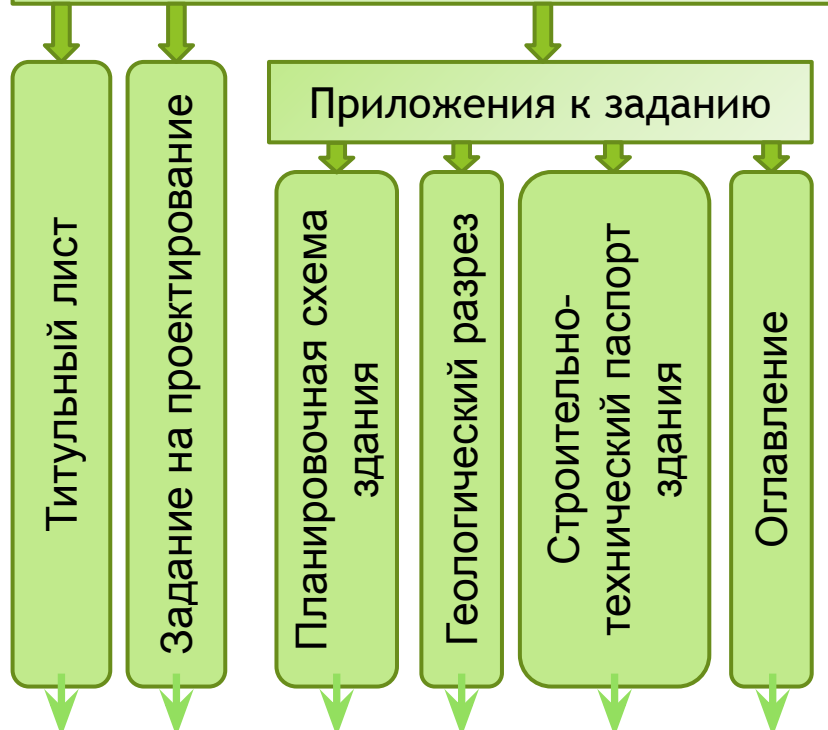 Приложения к заданию
Титульный лист
Задание на проектирование
Планировочная схема
здания
Геологический разрез
Строительно-
технический паспорт
здания
Оглавление